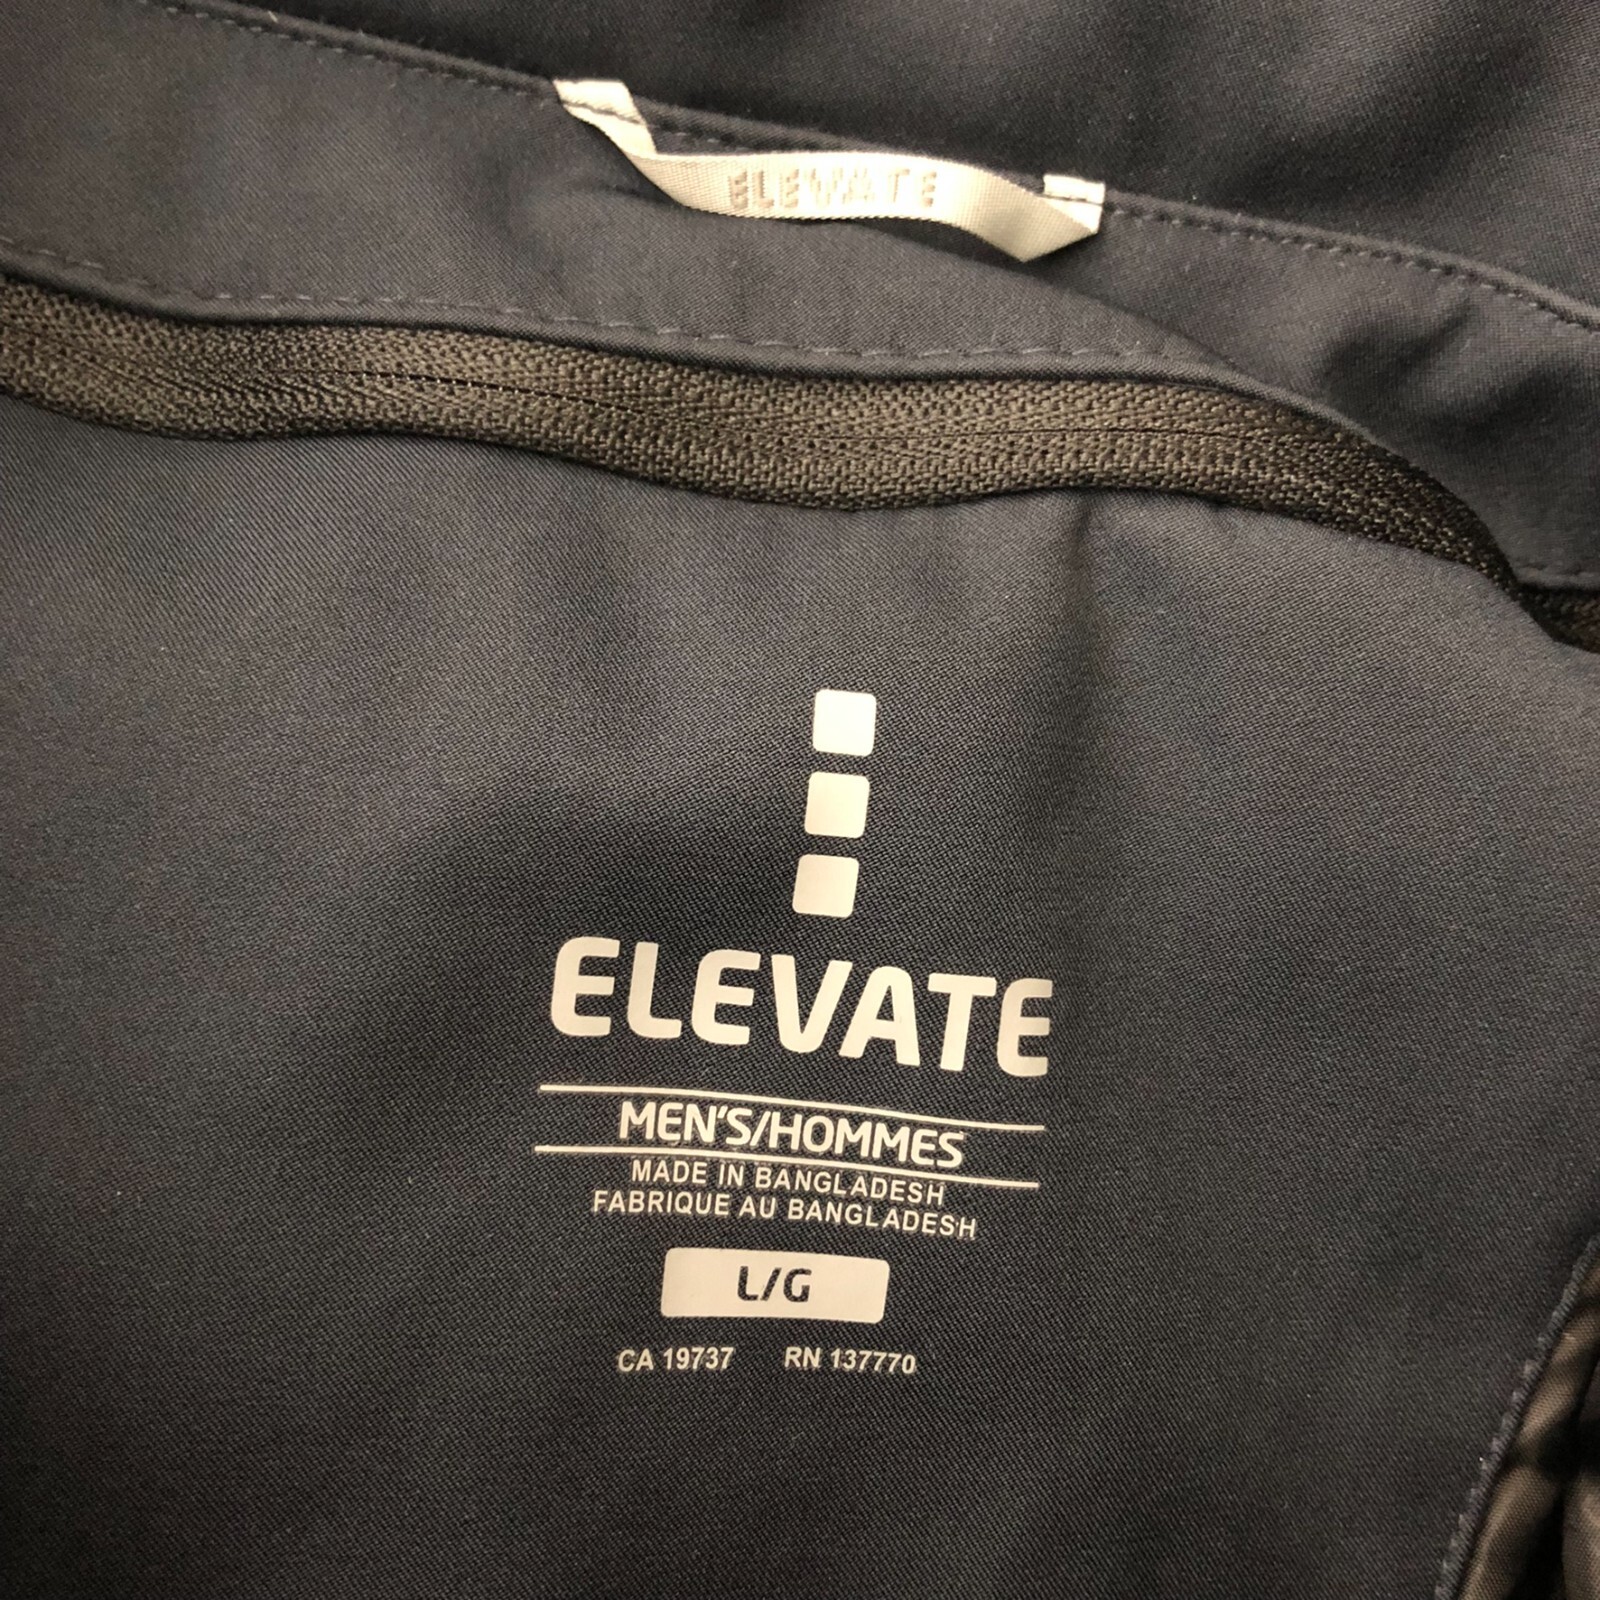 ELEVATE
ELEVATE
MEN'S/HOMMES
MADE IN BANGLADESH
FABRIQUE AU BANGLADESH
L/G
CA 19737 RN 137770